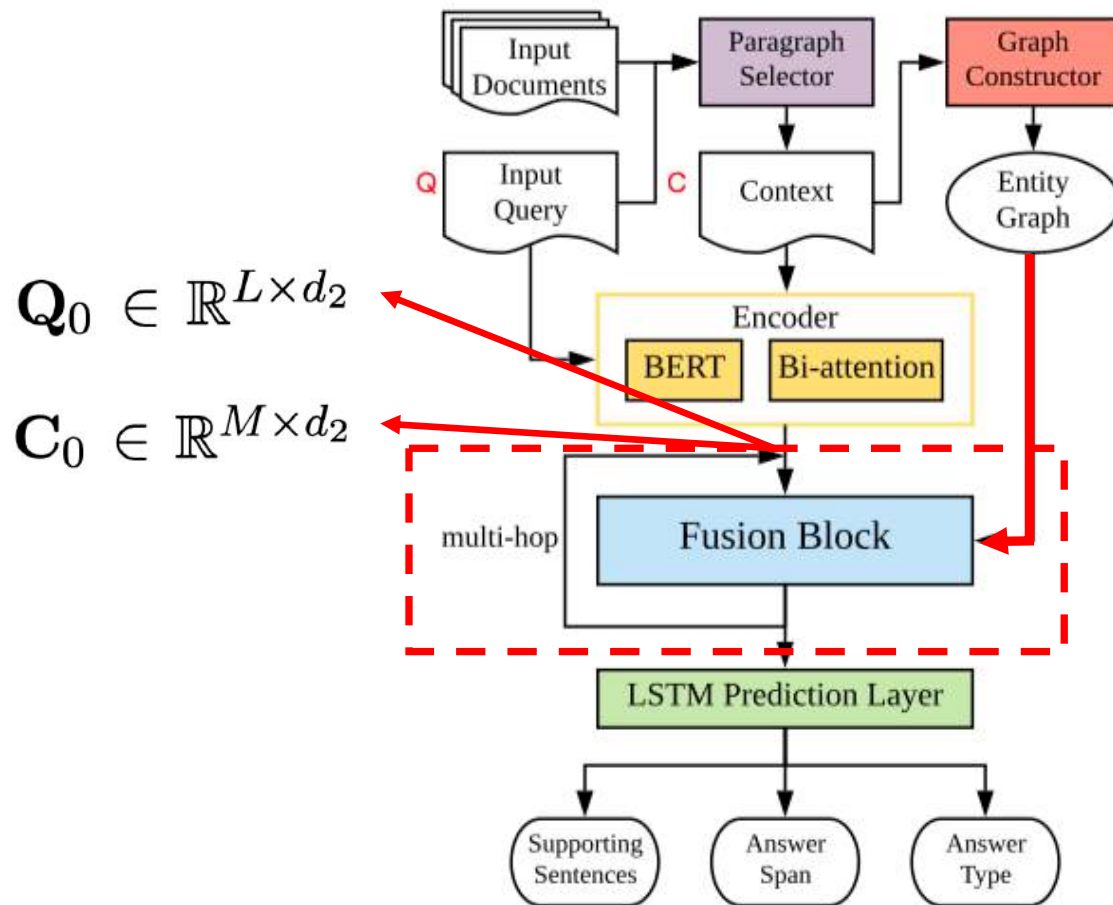 Input
Documents
Paragraph
Selector
Graph
Constructor
Q
Input
Query
C
Context
Entity
Graph
Q₀ ∈ ℝ^{L×d₂}
Encoder
BERT
Bi-attention
C₀ ∈ ℝ^{M×d₂}
multi-hop
Fusion Block
LSTM Prediction Layer
Supporting
Sentences
Answer
Span
Answer
Type